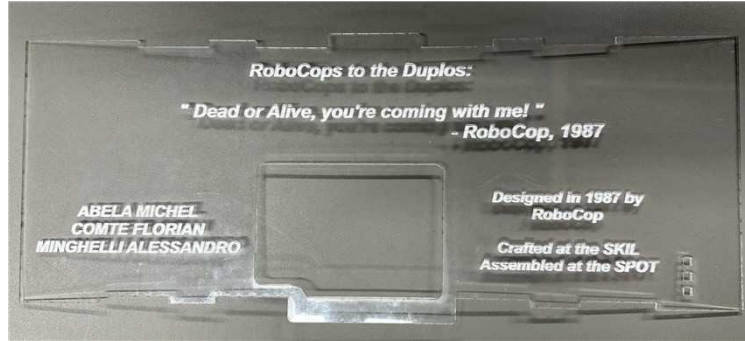 RoboCops to the Duplos:
" Dead or Alive, you're coming with me! "
- RoboCop, 1987
ABELA MICHEL
COMTE FLORIAN
MINGHELLI ALESSANDRO
Designed in 1987 by
RoboCop
Crafted at the SKIL
Assembled at the SPOT